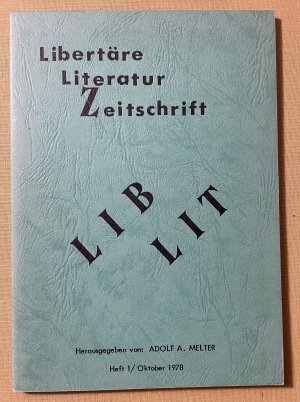 Libertäre
Literatur
Zeitschrift
LIB
LIT
Herausgegeben von: ADOLF A. MELTER
Heft 1/ Oktober 1978